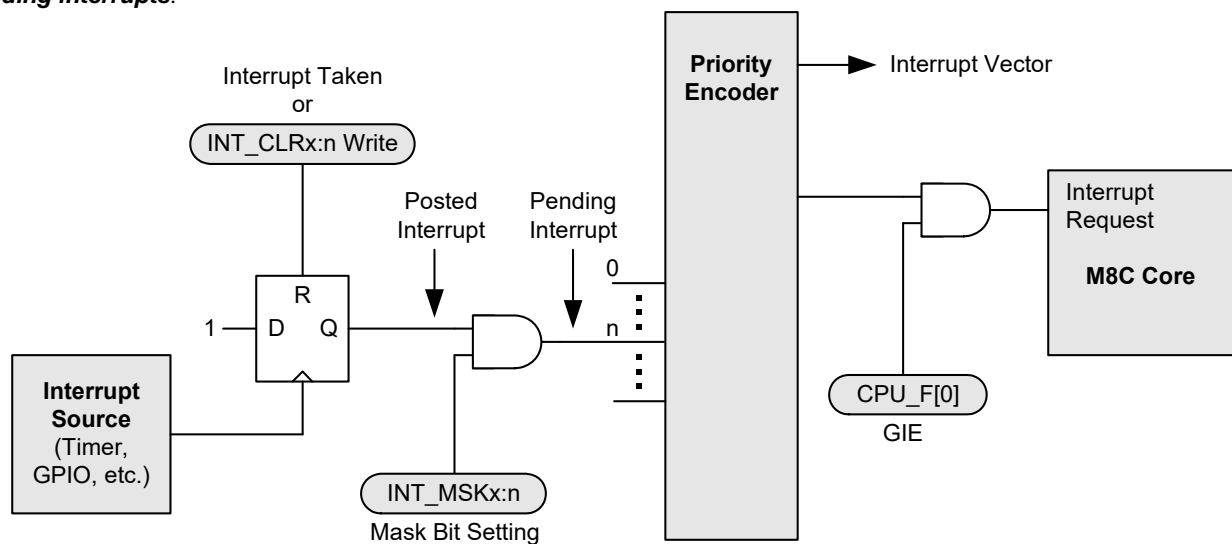 ding Interrupts.
Interrupt Taken
or
INT_CLRx:n Write
Priority
Encoder
Interrupt Vector
Posted
Interrupt
Pending
Interrupt
Interrupt
Request
M8C Core
R
1
D
Q
0
n
Interrupt
Source
(Timer,
GPIO, etc.)
INT_MSKx:n
Mask Bit Setting
CPU_F[0]
GIE